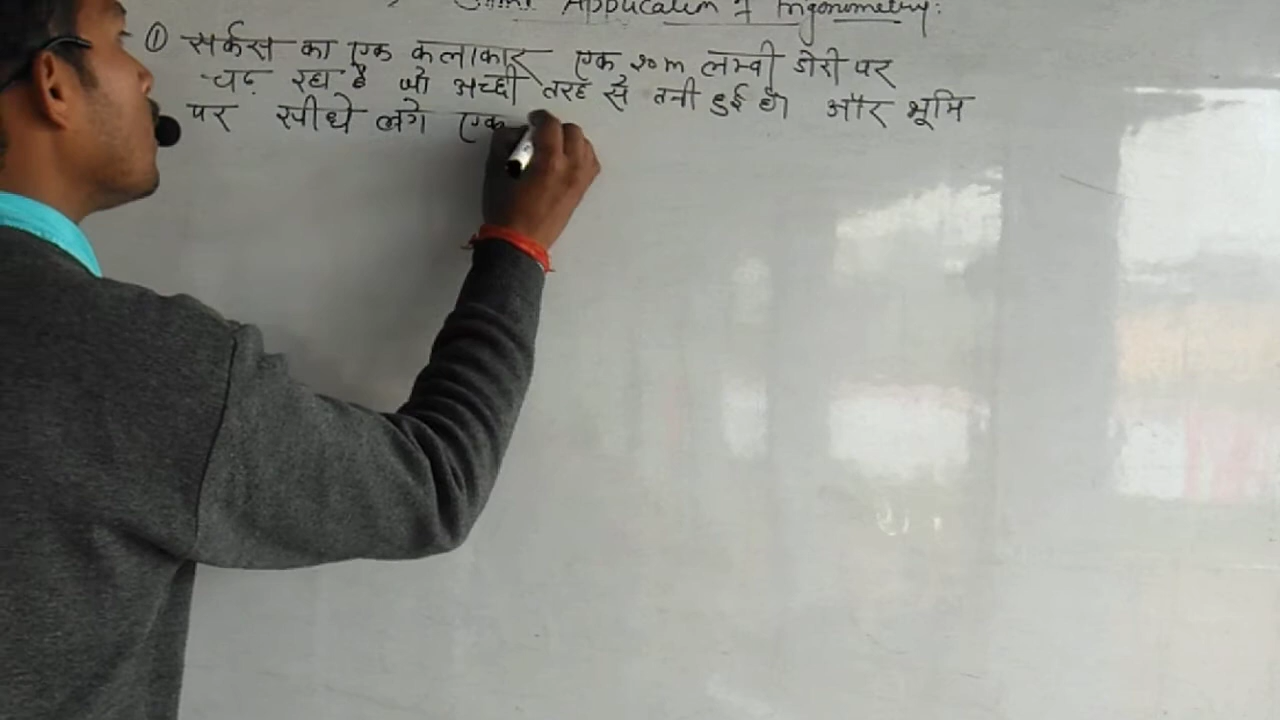 Application of Trigonometry:
① सर्कस का एक कलाकार एक 20m लम्बी डोरी पर
चढ़ रहा है जो अच्छी तरह से तनी हुई है। और भूमि
पर सीधे लगे एक